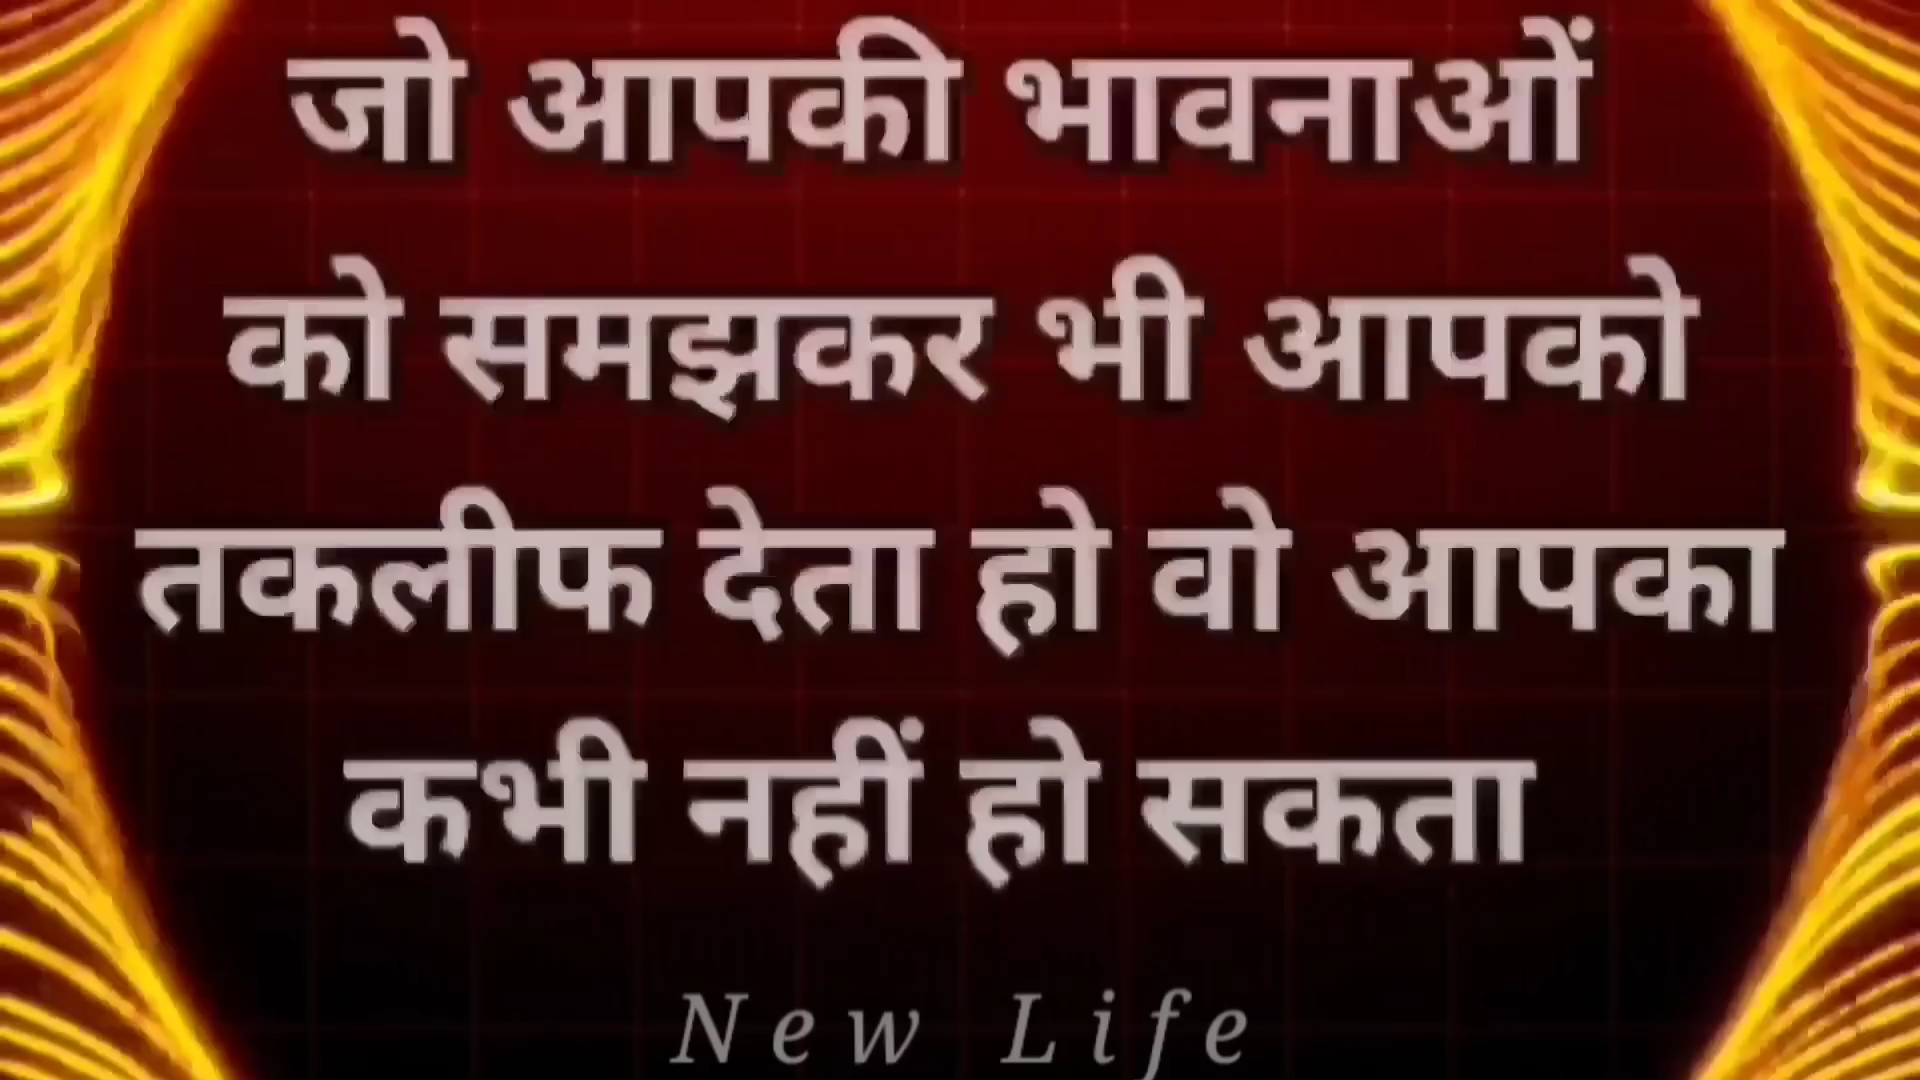 जो आपकी भावनाओं
को समझकर भी आपको
तकलीफ देता हो वो आपका
कभी नहीं हो सकता
New Life